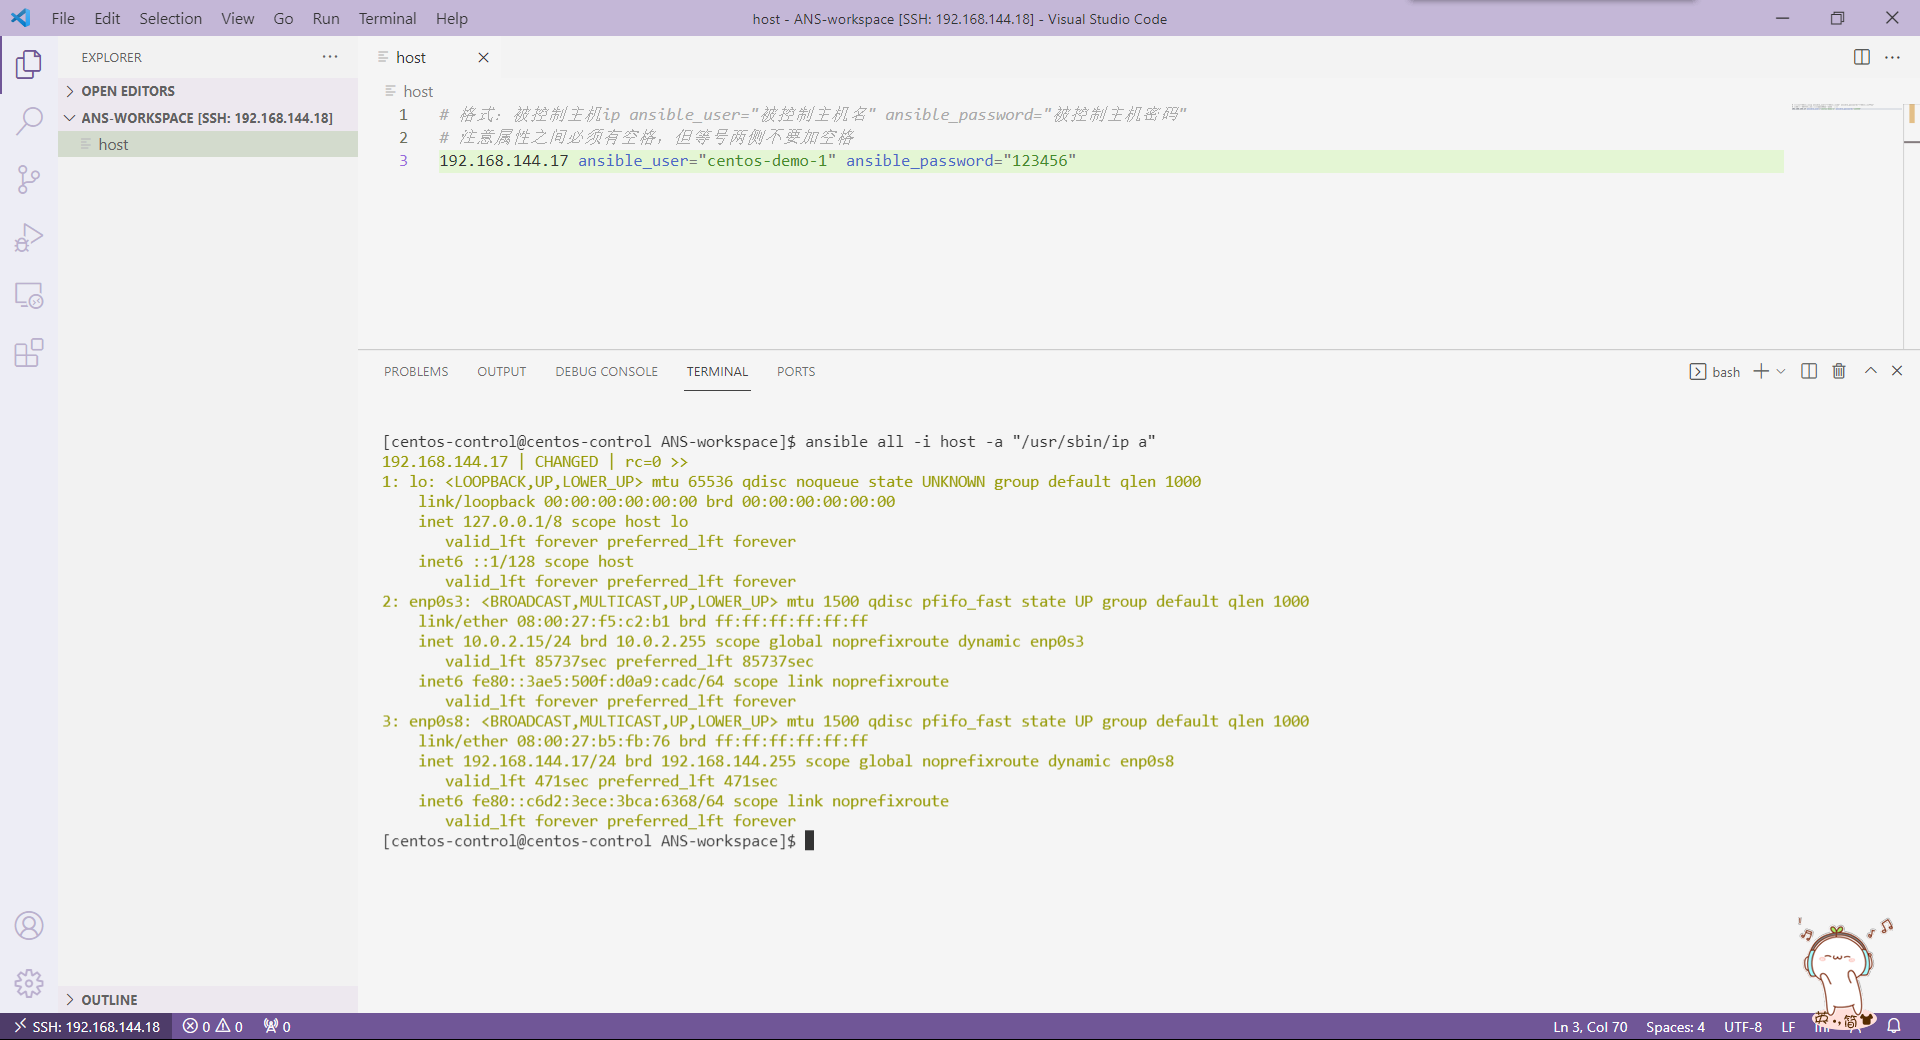 File Edit Selection View Go Run Terminal Help
host - ANS-workspace [SSH: 192.168.144.18] - Visual Studio Code
EXPLORER
OPEN EDITORS
ANS-WORKSPACE [SSH: 192.168.144.18]
host
OUTLINE
host
host
1 # 格式：被控制主机ip ansible_user="被控制主机名" ansible_password="被控制主机密码"
2 # 注意属性之间必须有空格，但等号两侧不要加空格
3 192.168.144.17 ansible_user="centos-demo-1" ansible_password="123456"
PROBLEMS OUTPUT DEBUG CONSOLE TERMINAL PORTS
bash
[centos-control@centos-control ANS-workspace]$ ansible all -i host -a "/usr/sbin/ip a"
192.168.144.17 | CHANGED | rc=0 >>
1: lo: <LOOPBACK,UP,LOWER_UP> mtu 65536 qdisc noqueue state UNKNOWN group default qlen 1000
link/loopback 00:00:00:00:00:00 brd 00:00:00:00:00:00
inet 127.0.0.1/8 scope host lo
valid_lft forever preferred_lft forever
inet6 ::1/128 scope host
valid_lft forever preferred_lft forever
2: enp0s3: <BROADCAST,MULTICAST,UP,LOWER_UP> mtu 1500 qdisc pfifo_fast state UP group default qlen 1000
link/ether 08:00:27:f5:c2:b1 brd ff:ff:ff:ff:ff:ff
inet 10.0.2.15/24 brd 10.0.2.255 scope global noprefixroute dynamic enp0s3
valid_lft 85737sec preferred_lft 85737sec
inet6 fe80::3ae5:500f:d0a9:cadc/64 scope link noprefixroute
valid_lft forever preferred_lft forever
3: enp0s8: <BROADCAST,MULTICAST,UP,LOWER_UP> mtu 1500 qdisc pfifo_fast state UP group default qlen 1000
link/ether 08:00:27:b5:fb:76 brd ff:ff:ff:ff:ff:ff
inet 192.168.144.17/24 brd 192.168.144.255 scope global noprefixroute dynamic enp0s8
valid_lft 471sec preferred_lft 471sec
inet6 fe80::c6d2:3ece:3bca:6368/64 scope link noprefixroute
valid_lft forever preferred_lft forever
[centos-control@centos-control ANS-workspace]$
英 简
SSH: 192.168.144.18 0 0 0
Ln 3, Col 70 Spaces: 4 UTF-8 LF